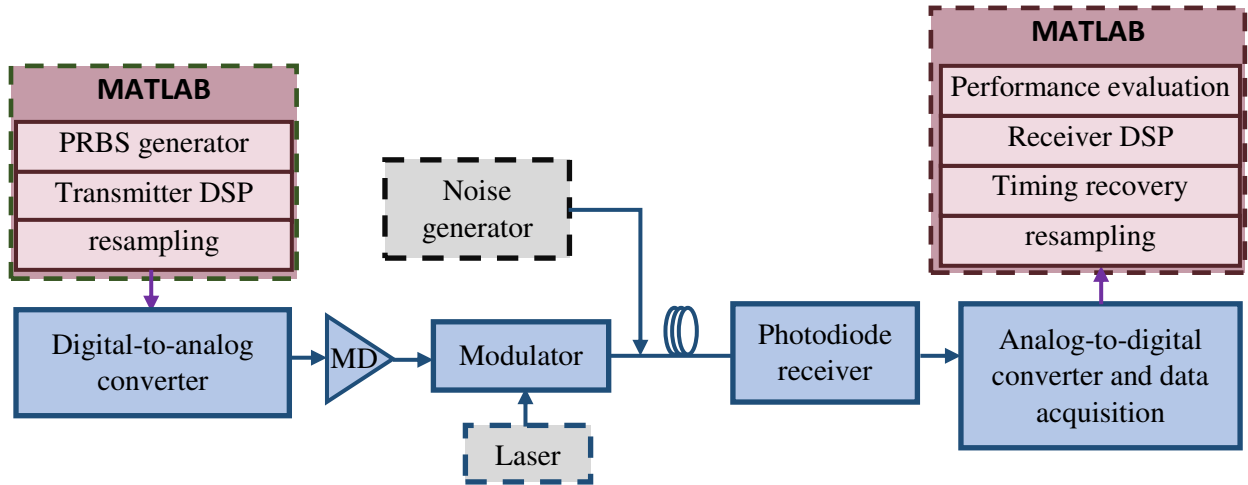 MATLAB
PRBS generator
Transmitter DSP
resampling
Digital-to-analog
converter
MD
Noise
generator
Modulator
Laser
Photodiode
receiver
MATLAB
Performance evaluation
Receiver DSP
Timing recovery
resampling
Analog-to-digital
converter and data
acquisition